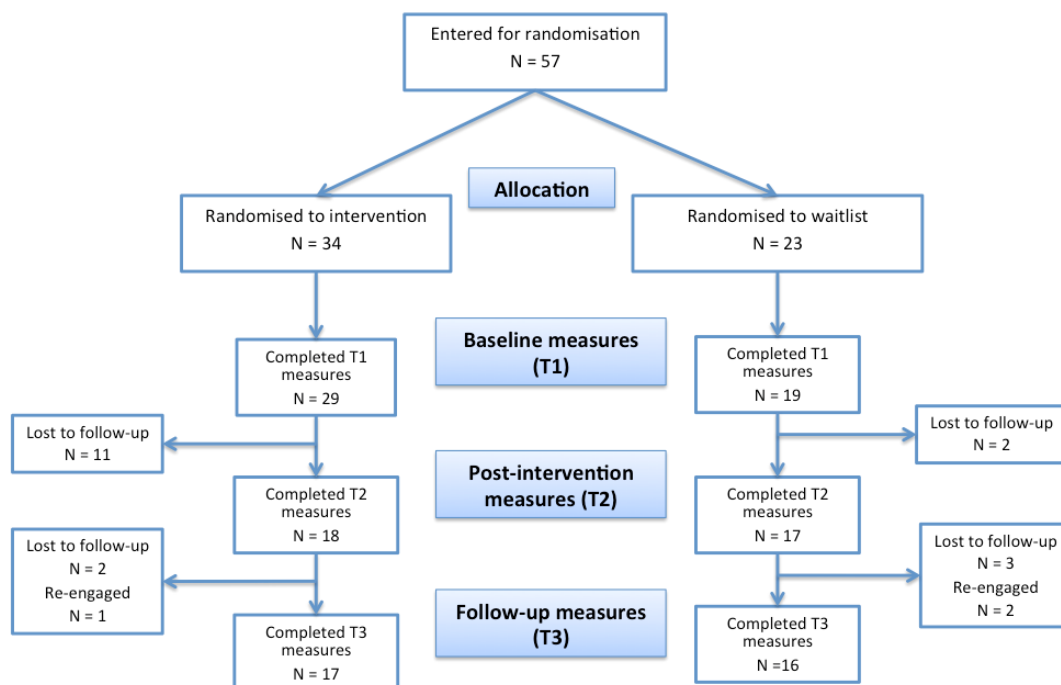 Entered for randomisation
N = 57
Allocation
Randomised to intervention
N = 34
Randomised to waitlist
N = 23
Baseline measures
(T1)
Completed T1
measures
N = 29
Completed T1
measures
N = 19
Lost to follow-up
N = 11
Lost to follow-up
N = 2
Post-intervention
measures (T2)
Completed T2
measures
N = 18
Completed T2
measures
N = 17
Lost to follow-up
N = 2
Re-engaged
N = 1
Lost to follow-up
N = 3
Re-engaged
N = 2
Follow-up measures
(T3)
Completed T3
measures
N = 17
Completed T3
measures
N =16